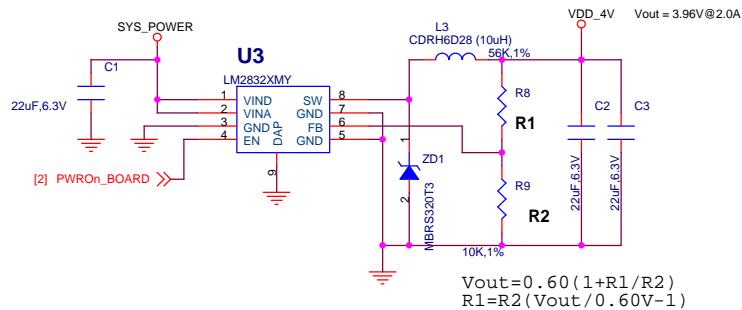 SYS_POWER
VDD_4V
Vout = 3.96V@2.0A
L3
CDRH6D28 (10uH)
56K,1%
U3
LM2832XMY
C1
22uF,6.3V
1
2
3
4
VIND
VINA
GND
EN
DAP
SW
GND
FB
GND
8
7
6
5
9
[2] PWROn_BOARD
1
ZD1
2
MBRS320T3
R8
R1
R9
R2
10K,1%
C2
22uF,6.3V
C3
22uF,6.3V
Vout=0.60(1+R1/R2)
R1=R2(Vout/0.60V-1)